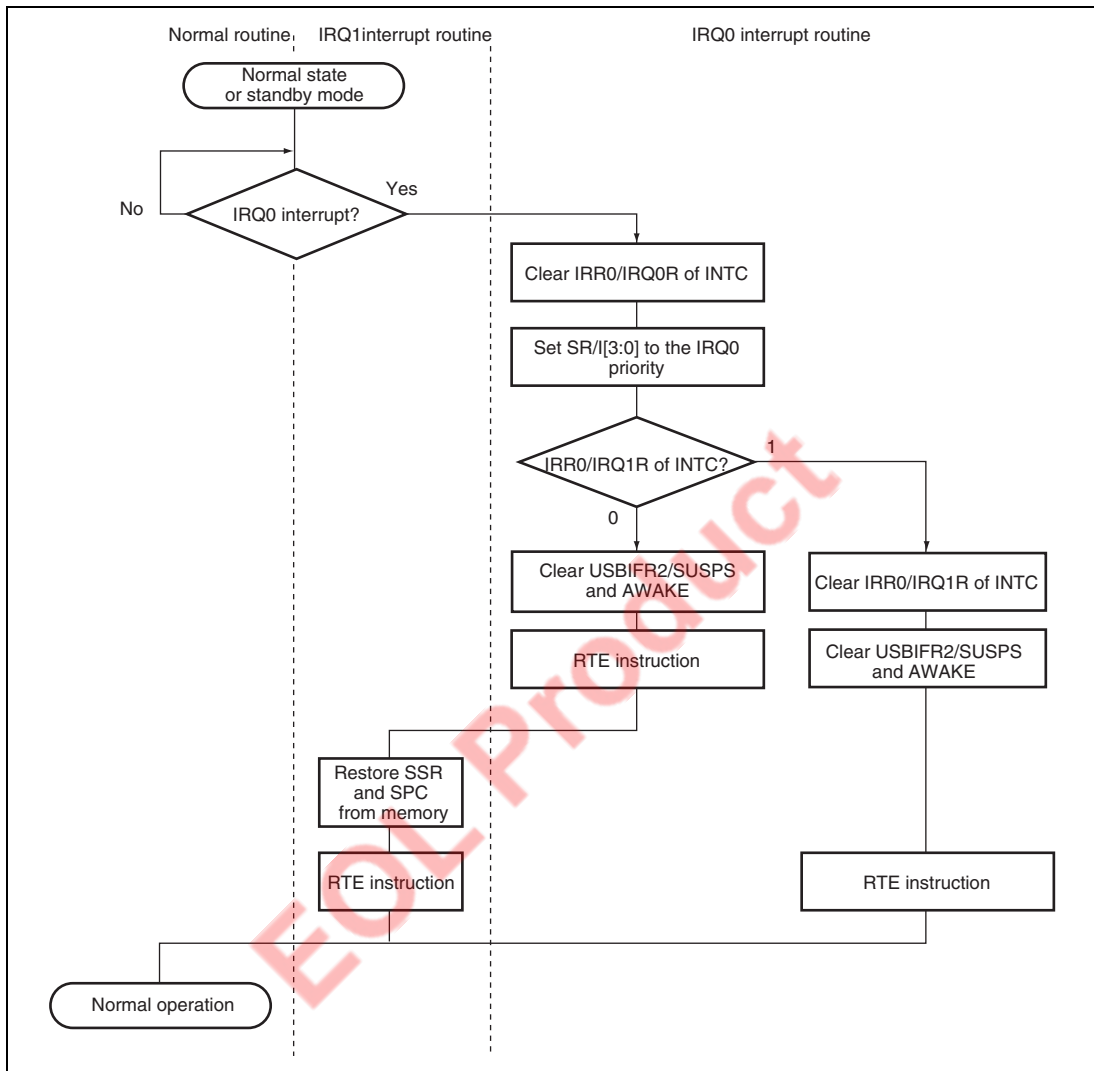 Normal routine
IRQ1interrupt routine
IRQ0 interrupt routine
Normal state
or standby mode
No
IRQ0 interrupt?
Yes
Clear IRR0/IRQ0R of INTC
Set SR/I[3:0] to the IRQ0
priority
IRR0/IRQ1R of INTC?
1
0
Clear USBIFR2/SUSPS
and AWAKE
RTE instruction
Clear IRR0/IRQ1R of INTC
Clear USBIFR2/SUSPS
and AWAKE
Restore SSR
and SPC
from memory
RTE instruction
RTE instruction
Normal operation
EOL Product